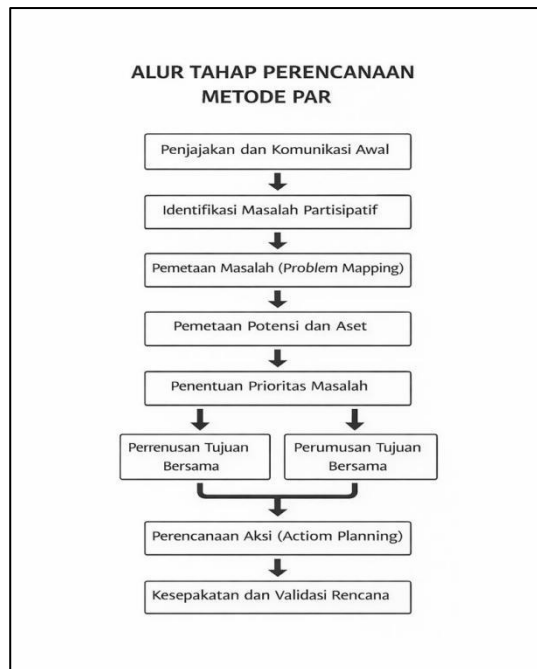 ALUR TAHAP PERENCANAAN
METODE PAR
Penjajakan dan Komunikasi Awal
Identifikasi Masalah Partisipatif
Pemetaan Masalah (Problem Mapping)
Pemetaan Potensi dan Aset
Penentuan Prioritas Masalah
Perrenusan Tujuan
Bersama
Perumusan Tujuan
Bersama
Perencanaan Aksi (Actiom Planning)
Kesepakatan dan Validasi Rencana